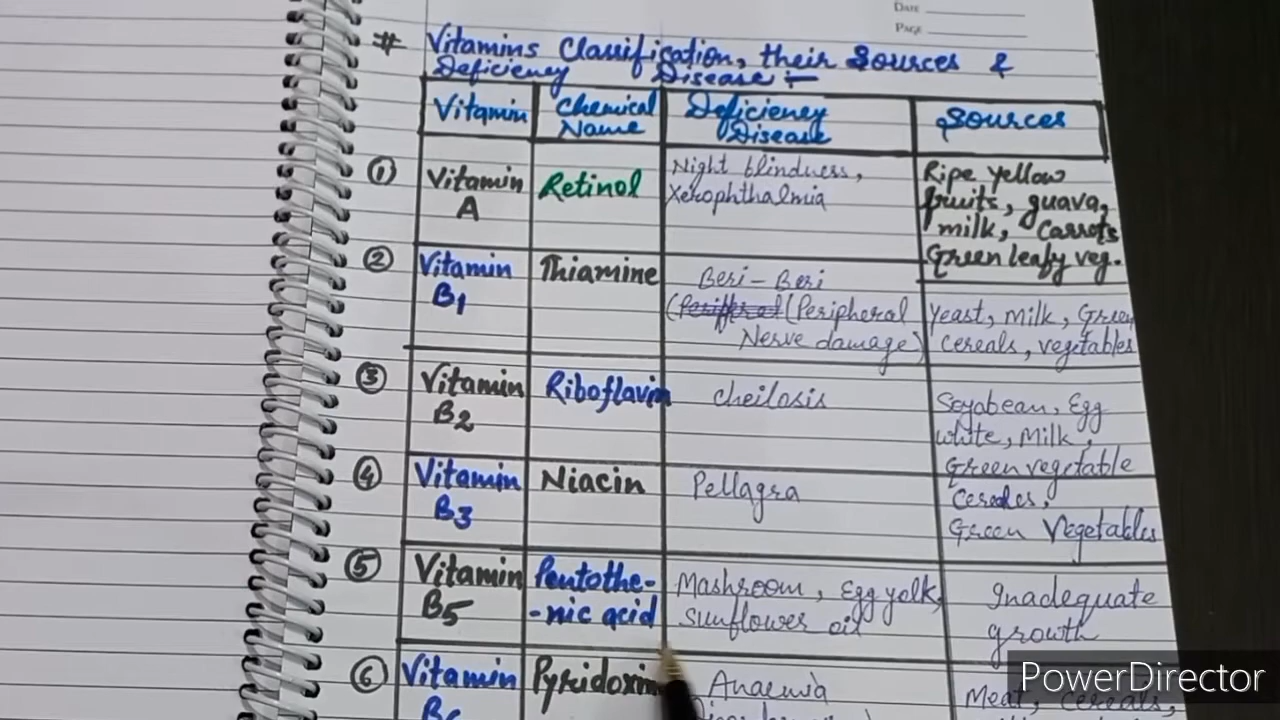 DATE
PAGE
# Vitamins Classification, their Sources &
Deficiency Disease :-
Vitamin Chemical Name Deficiency Disease Sources
① Vitamin A Retinol Night blindness, Xerophthalmia Ripe yellow fruits, guava, milk, Carrots Green leafy veg.
② Vitamin B1 Thiamine Beri-Beri (Peripheral Nerve damage) Yeast, Milk, Green cereals, vegetables
③ Vitamin B2 Riboflavin Cheilosis Soyabean, Egg white, Milk, Green vegetable
④ Vitamin B3 Niacin Pellagra Cereales, Green Vegetables
⑤ Vitamin B5 Pentothe- -nic acid Mashroom, Egg yolk, Sunflower oil Inadequate growth
⑥ Vitamin B6 Pyridoxin Anaemia Meat, Cereals,
PowerDirector